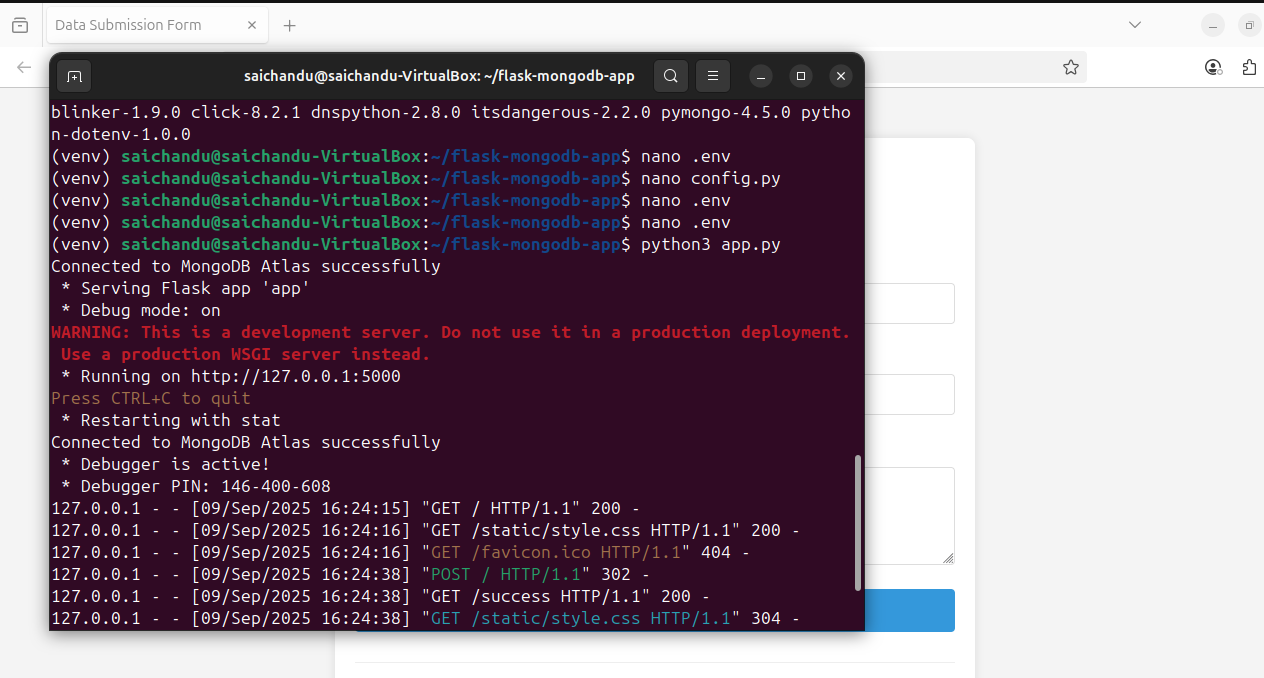 Data Submission Form
saichandu@saichandu-VirtualBox: ~/flask-mongodb-app
blinker-1.9.0 click-8.2.1 dnspython-2.8.0 itsdangerous-2.2.0 pymongo-4.5.0 pytho
n-dotenv-1.0.0
(venv) saichandu@saichandu-VirtualBox:~/flask-mongodb-app$ nano .env
(venv) saichandu@saichandu-VirtualBox:~/flask-mongodb-app$ nano config.py
(venv) saichandu@saichandu-VirtualBox:~/flask-mongodb-app$ nano .env
(venv) saichandu@saichandu-VirtualBox:~/flask-mongodb-app$ nano .env
(venv) saichandu@saichandu-VirtualBox:~/flask-mongodb-app$ python3 app.py
Connected to MongoDB Atlas successfully
 * Serving Flask app 'app'
 * Debug mode: on
WARNING: This is a development server. Do not use it in a production deployment.
 Use a production WSGI server instead.
 * Running on http://127.0.0.1:5000
Press CTRL+C to quit
 * Restarting with stat
Connected to MongoDB Atlas successfully
 * Debugger is active!
 * Debugger PIN: 146-400-608
127.0.0.1 - - [09/Sep/2025 16:24:15] "GET / HTTP/1.1" 200 -
127.0.0.1 - - [09/Sep/2025 16:24:16] "GET /static/style.css HTTP/1.1" 200 -
127.0.0.1 - - [09/Sep/2025 16:24:16] "GET /favicon.ico HTTP/1.1" 404 -
127.0.0.1 - - [09/Sep/2025 16:24:38] "POST / HTTP/1.1" 302 -
127.0.0.1 - - [09/Sep/2025 16:24:38] "GET /success HTTP/1.1" 200 -
127.0.0.1 - - [09/Sep/2025 16:24:38] "GET /static/style.css HTTP/1.1" 304 -